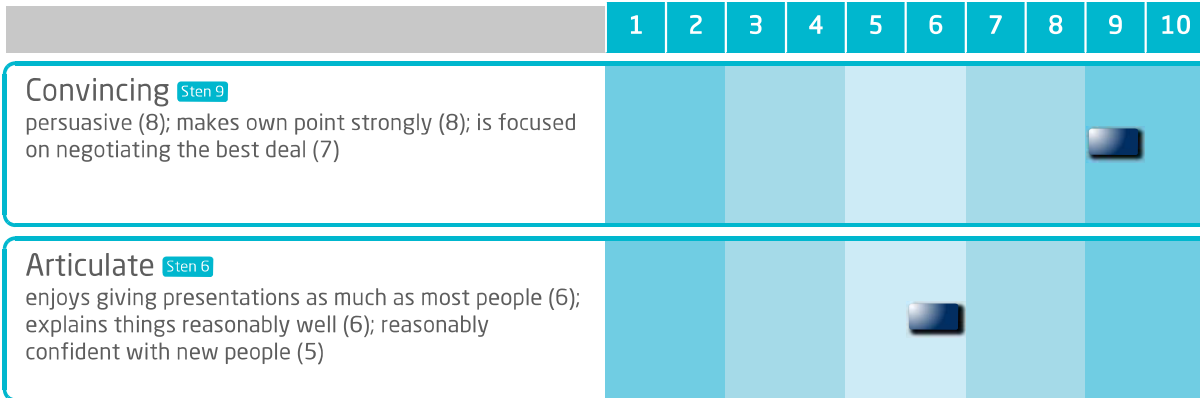 1 2 3 4 5 6 7 8 9 10
Convincing Sten 9
persuasive (8); makes own point strongly (8); is focused
on negotiating the best deal (7)
Articulate Sten 6
enjoys giving presentations as much as most people (6);
explains things reasonably well (6); reasonably
confident with new people (5)